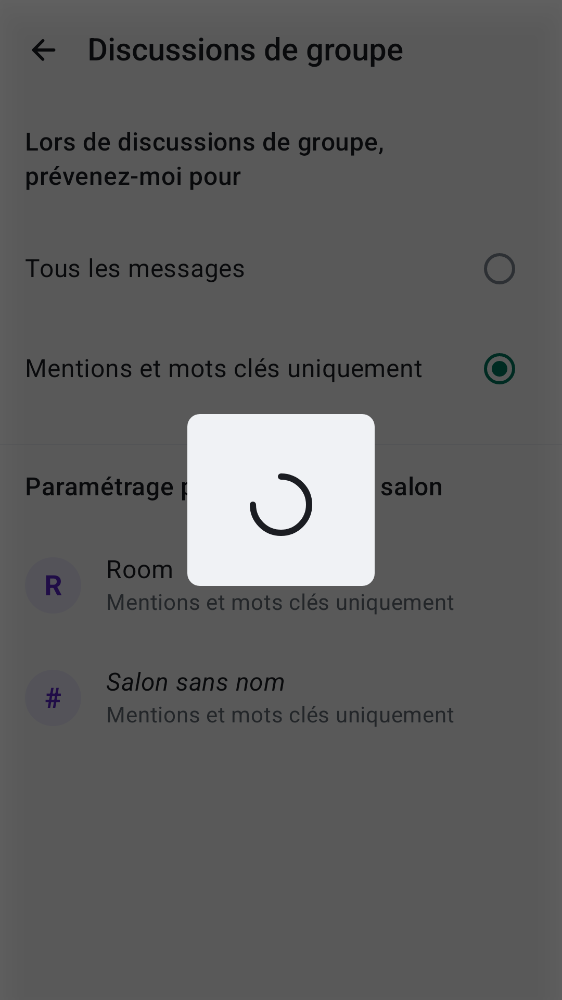 Discussions de groupe
Lors de discussions de groupe,
prévenez-moi pour
Tous les messages
Mentions et mots clés uniquement
Paramétrage salon
R
Room
Mentions et mots clés uniquement
#
Salon sans nom
Mentions et mots clés uniquement